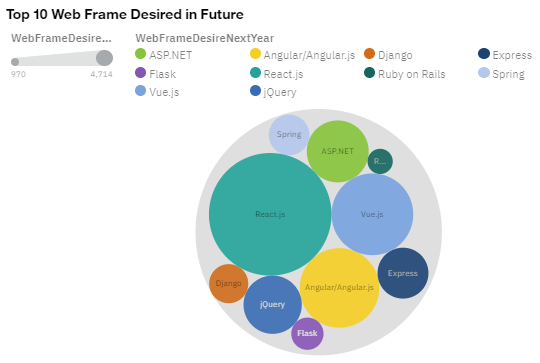 Top 10 Web Frame Desired in Future
WebFrameDesire... WebFrameDesireNextYear
970 4,714
ASP.NET Angular/Angular.js Django Express
Flask React.js Ruby on Rails Spring
Vue.js jQuery
Spring
ASP.NET
R...
React.js Vue.js
Express
Django Angular/Angular.js
jQuery
Flask